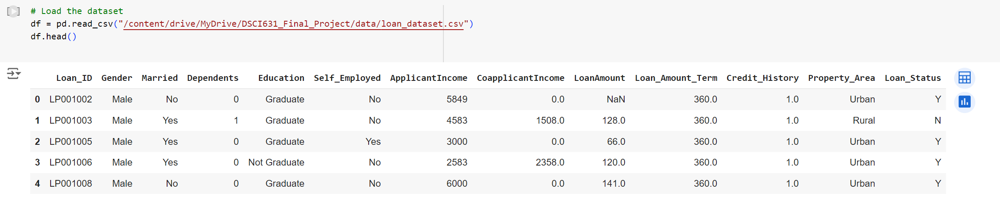 # Load the dataset
df = pd.read_csv("/content/drive/MyDrive/DSCI631_Final_Project/data/loan_dataset.csv")
df.head()
Loan_ID Gender Married Dependents Education Self_Employed ApplicantIncome CoapplicantIncome LoanAmount Loan_Amount_Term Credit_History Property_Area Loan_Status
0 LP001002 Male No 0 Graduate No 5849 0.0 NaN 360.0 1.0 Urban Y
1 LP001003 Male Yes 1 Graduate No 4583 1508.0 128.0 360.0 1.0 Rural N
2 LP001005 Male Yes 0 Graduate Yes 3000 0.0 66.0 360.0 1.0 Urban Y
3 LP001006 Male Yes 0 Not Graduate No 2583 2358.0 120.0 360.0 1.0 Urban Y
4 LP001008 Male No 0 Graduate No 6000 0.0 141.0 360.0 1.0 Urban Y